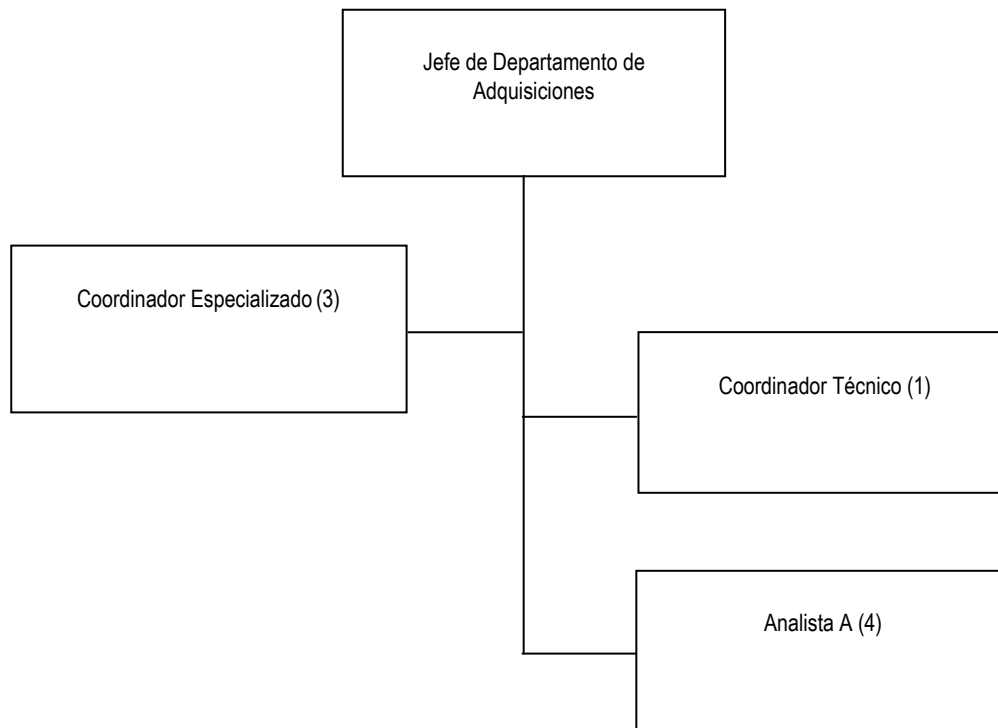 Jefe de Departamento de
Adquisiciones
Coordinador Especializado (3)
Coordinador Técnico (1)
Analista A (4)